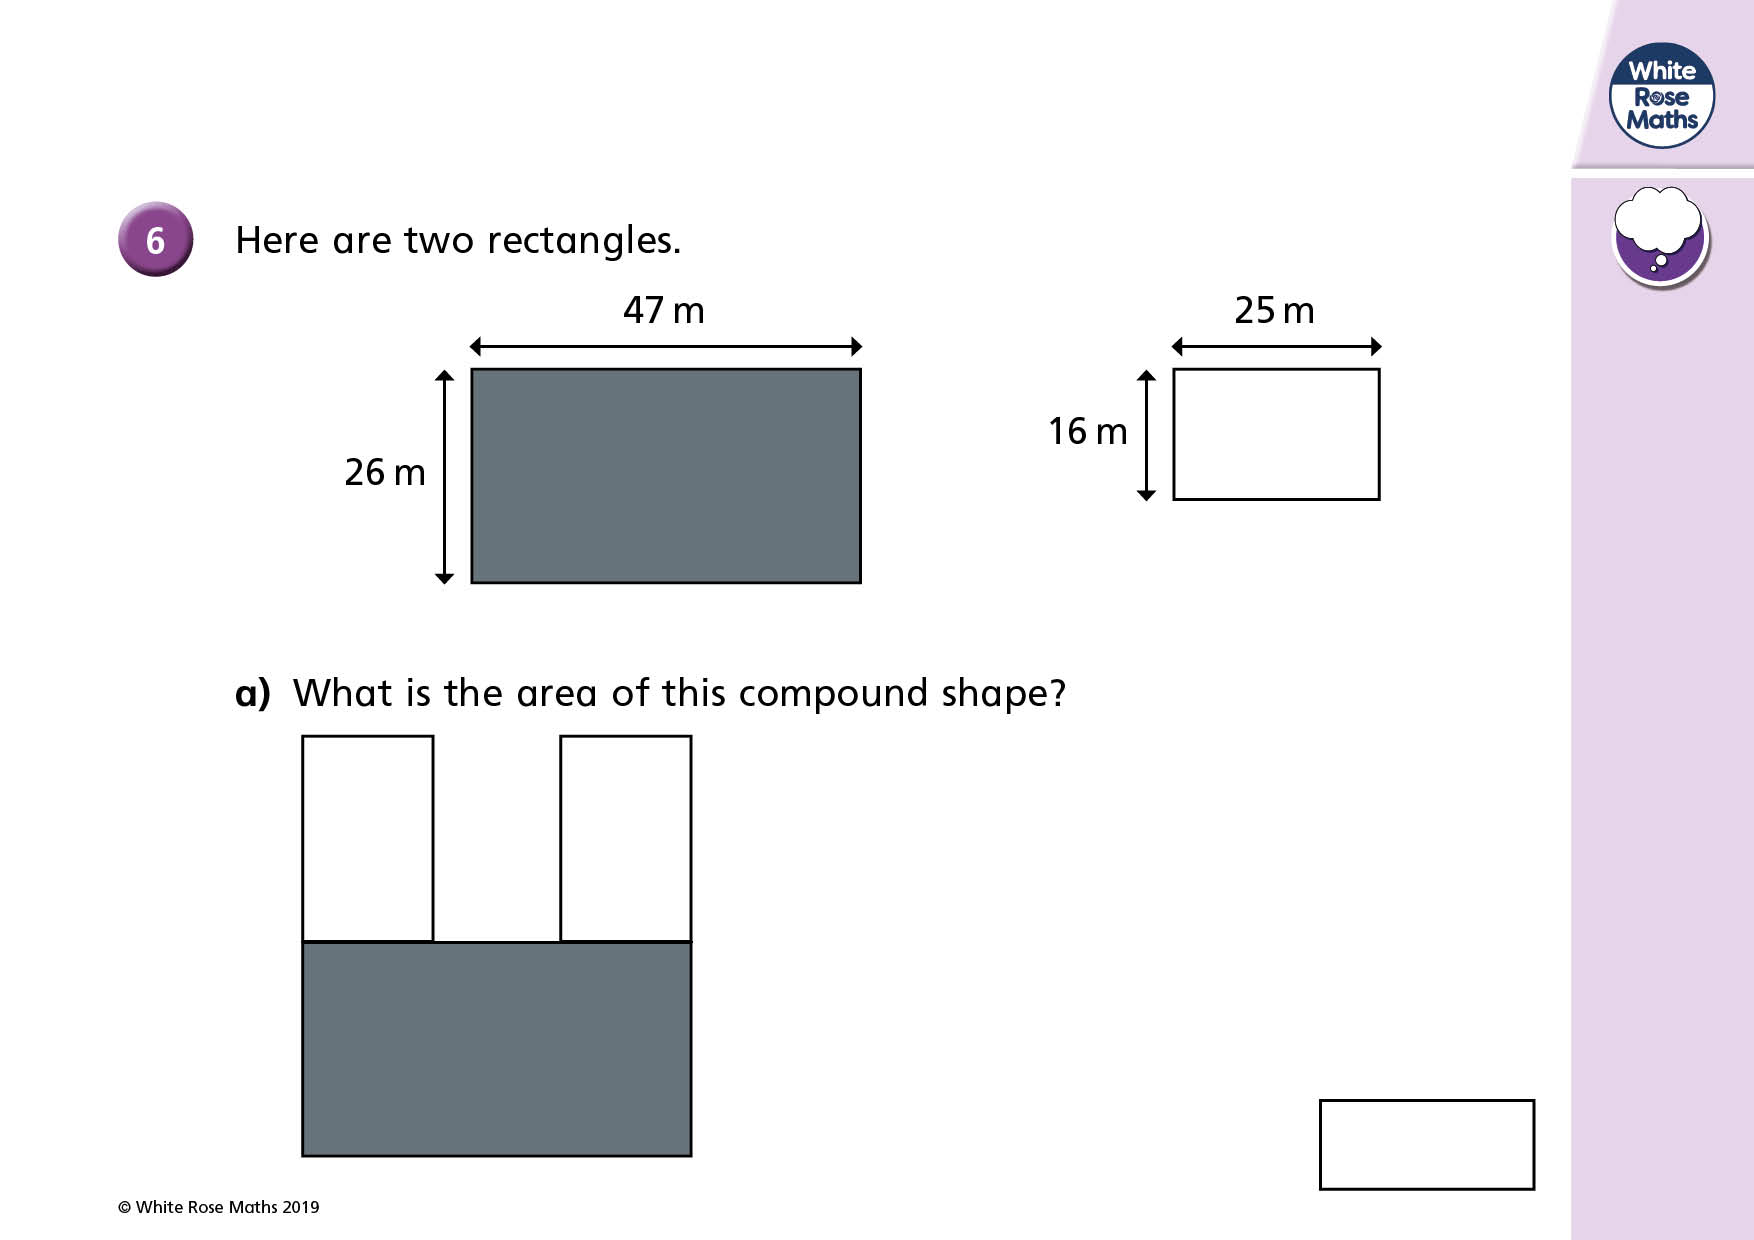 White
Rose
Maths
6 Here are two rectangles.
47 m
25 m
16 m
26 m
a) What is the area of this compound shape?
© White Rose Maths 2019